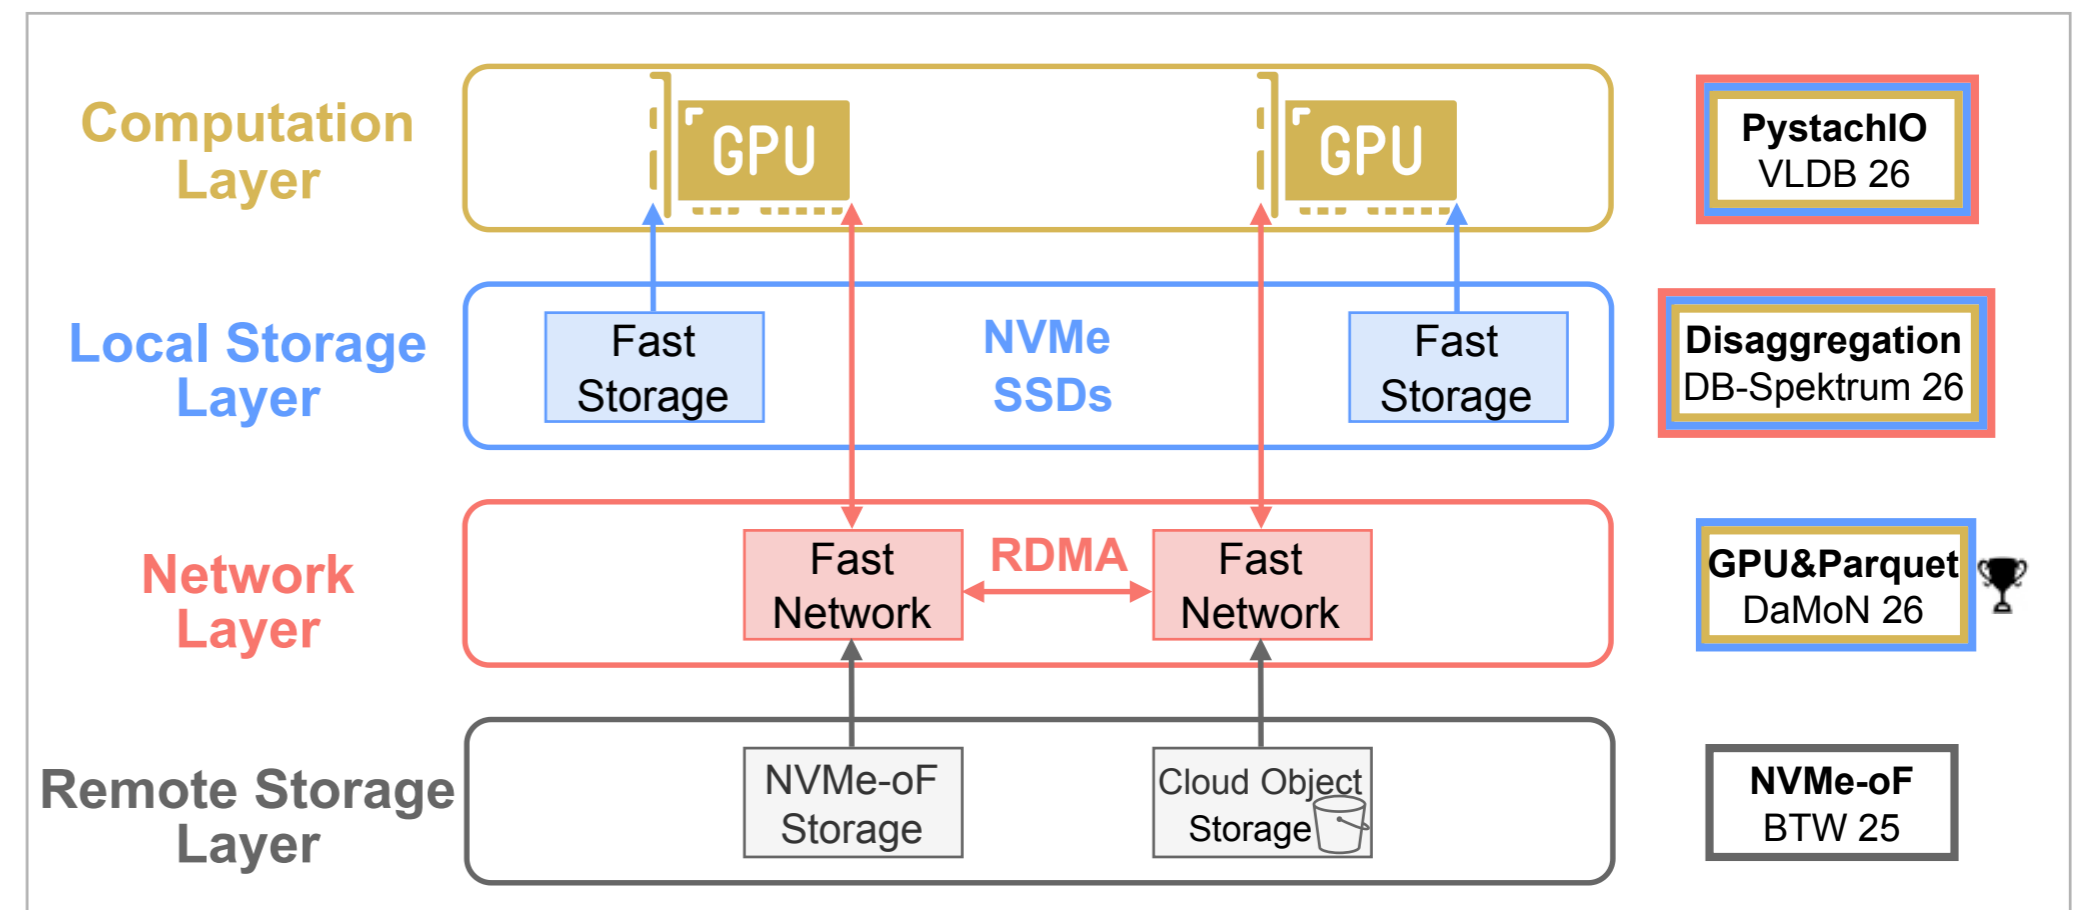 Computation
Layer
GPU
GPU
PystachIO
VLDB 26
Local Storage
Layer
Fast
Storage
NVMe
SSDs
Fast
Storage
Disaggregation
DB-Spektrum 26
Network
Layer
Fast
Network
RDMA
Fast
Network
GPU&Parquet
DaMoN 26
Remote Storage
Layer
NVMe-oF
Storage
Cloud Object
Storage
NVMe-oF
BTW 25